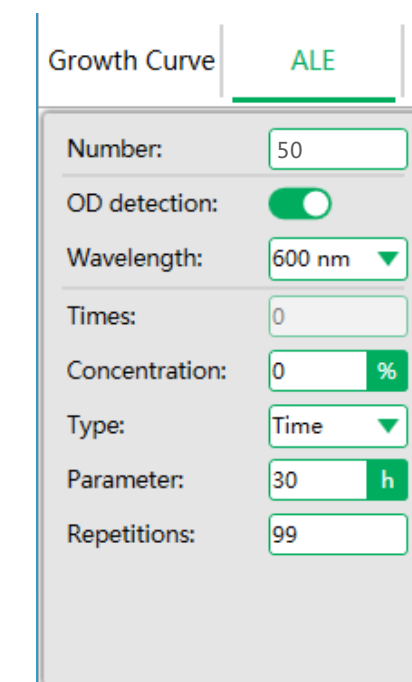 Growth Curve ALE
Number: 50
OD detection:
Wavelength: 600 nm
Times: 0
Concentration: 0 %
Type: Time
Parameter: 30 h
Repetitions: 99